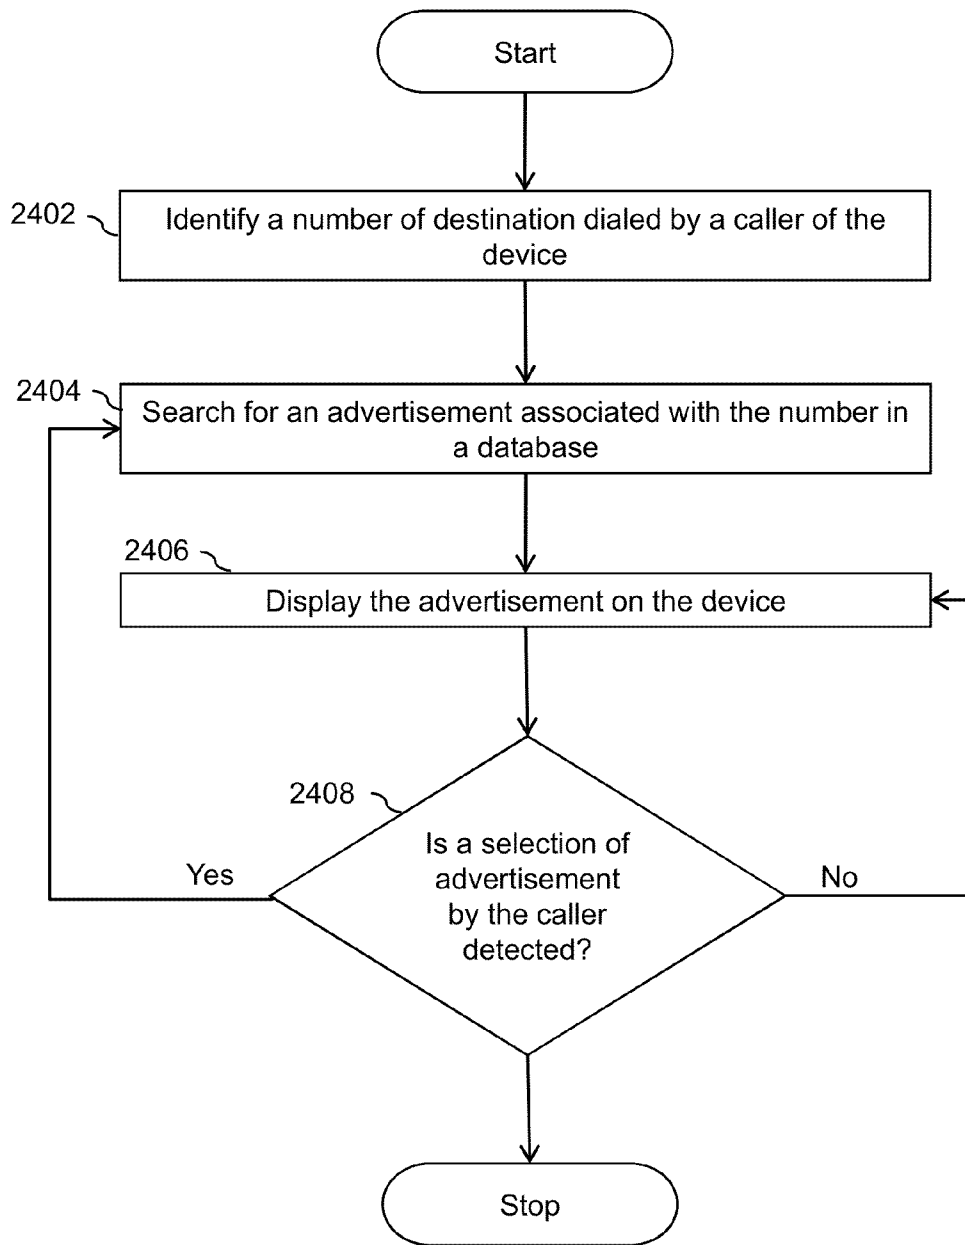 Start
2402
Identify a number of destination dialed by a caller of the
device
2404
Search for an advertisement associated with the number in
a database
2406
Display the advertisement on the device
2408
Is a selection of
advertisement
by the caller
detected?
Yes
No
Stop